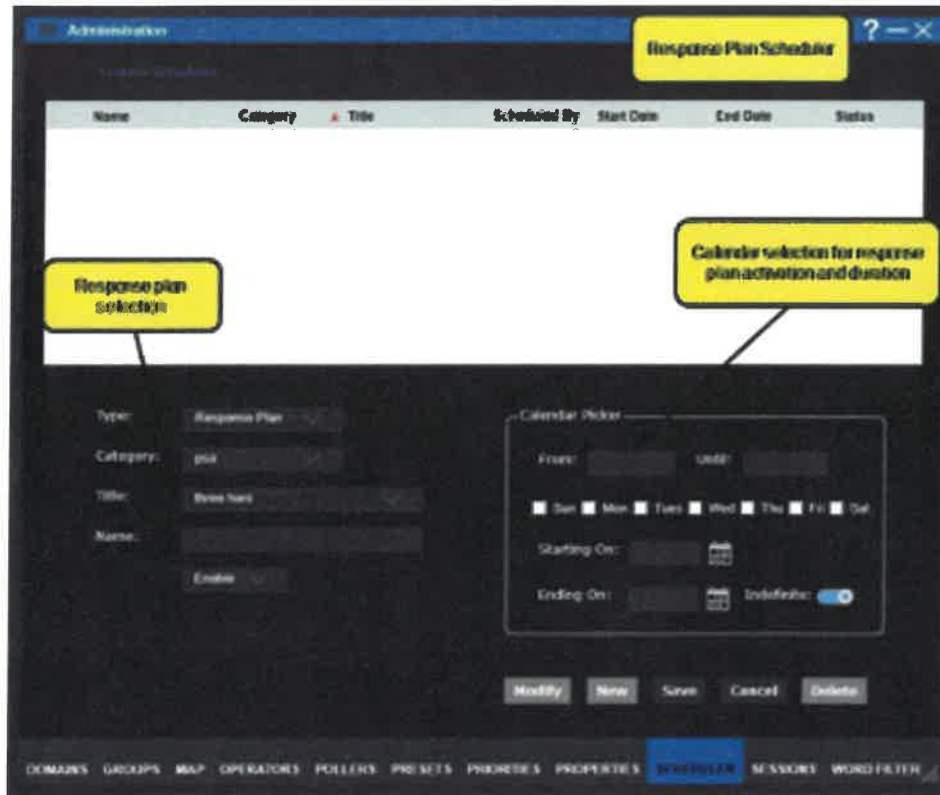 Administration
Response Plan Scheduler
? — ×
System Scheduler
Name Category Title Scheduled By Start Date End Date Status
Calendar selection for response
plan activation and duration
Response plan
selection
Type: Response Plan
Category: psa
Title:
Name:
Enable
Calendar Picker
From: Until:
Sun Mon Tues Wed Thu Fri Sat
Starting On:
Ending On: Indefinite:
Modify New Save Cancel Delete
DOMAINS GROUPS MAP OPERATORS POLLERS PRESETS PRIORITIES PROPERTIES SCHEDULER SESSIONS WORD FILTER